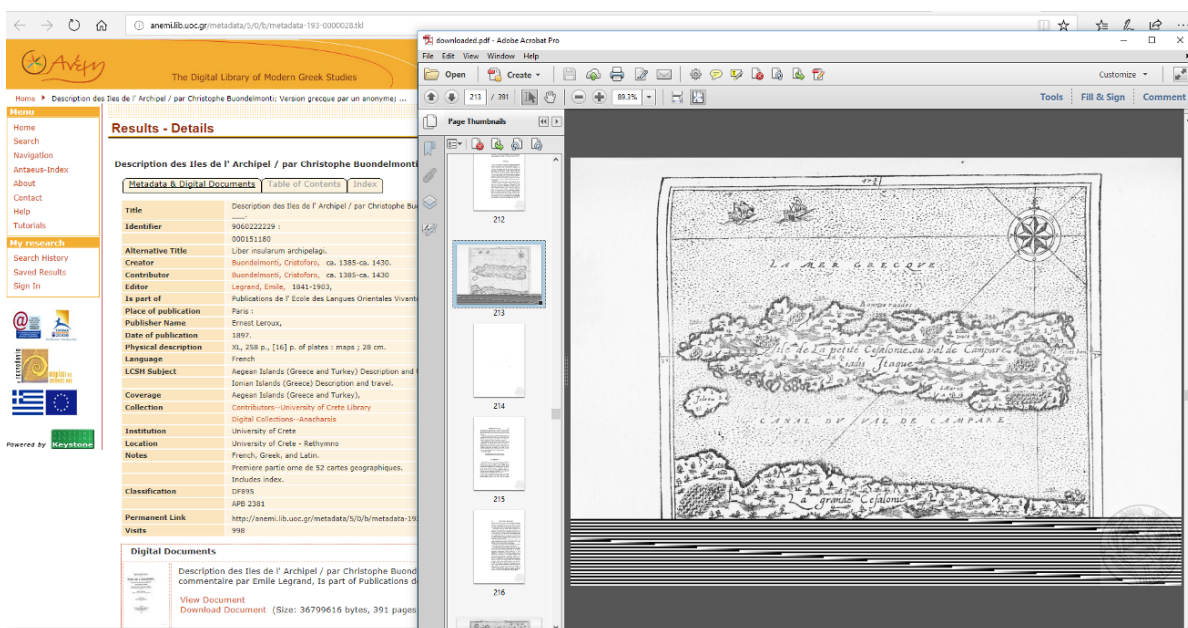 anemi.lib.uoc.gr/metadata/5/0/b/metadata-193-0000028.tkl
The Digital Library of Modern Greek Studies
Home Description des Iles de l' Archipel / par Christophe Buondelmonti; Version grecque par un anonyme; ...
Menu
Home
Search
Navigation
Antaeus-Index
About
Contact
Help
Tutorials
My research
Search History
Saved Results
Sign In
Powered by Keystone
Results - Details
Description des Iles de l' Archipel / par Christophe Buondelmonti
Metadata & Digital Documents Table of Contents Index
Title Description des Iles de l' Archipel / par Christophe Bu
Identifier 9060222229 :
000151180
Alternative Title Liber insularum archipelagi.
Creator Buondelmonti, Cristoforo, ca. 1385-ca. 1430.
Contributor Buondelmonti, Cristoforo, ca. 1385-ca. 1430
Editor Legrand, Emile, 1841-1903,
Is part of Publications de l' Ecole des Langues Orientales Vivant
Place of publication Paris :
Publisher Name Ernest Leroux,
Date of publication 1897.
Physical description XL, 258 p., [16] p. of plates : maps ; 28 cm.
Language French
LCSH Subject Aegean Islands (Greece and Turkey) Description and
Ionian Islands (Greece) Description and travel.
Coverage Aegean Islands (Greece and Turkey),
Collection Contributors--University of Crete Library
Digital Collections--Anacharsis
Institution University of Crete
Location University of Crete - Rethymno
Notes French, Greek, and Latin.
Premiere partie orne de 52 cartes geographiques.
Includes index.
Classification DF895
APB 2381
Permanent Link http://anemi.lib.uoc.gr/metadata/5/0/b/metadata-19
Visits 998
Digital Documents
Description des Iles de l' Archipel / par Christophe Buond
commentaire par Emile Legrand, Is part of Publications d
View Document
Download Document (Size: 36799616 bytes, 391 pages
downloaded.pdf - Adobe Acrobat Pro
File Edit View Window Help
Open Create Customize
213 / 391 89.3% Tools Fill & Sign Comment
Page Thumbnails
212
213
214
215
216
LA MER GRECQVE
Isle de La petite Cefalonie ou val de Campare
iadis Itaque
CANAL DV VAL DE CAMPARE
La grande Cefalonie